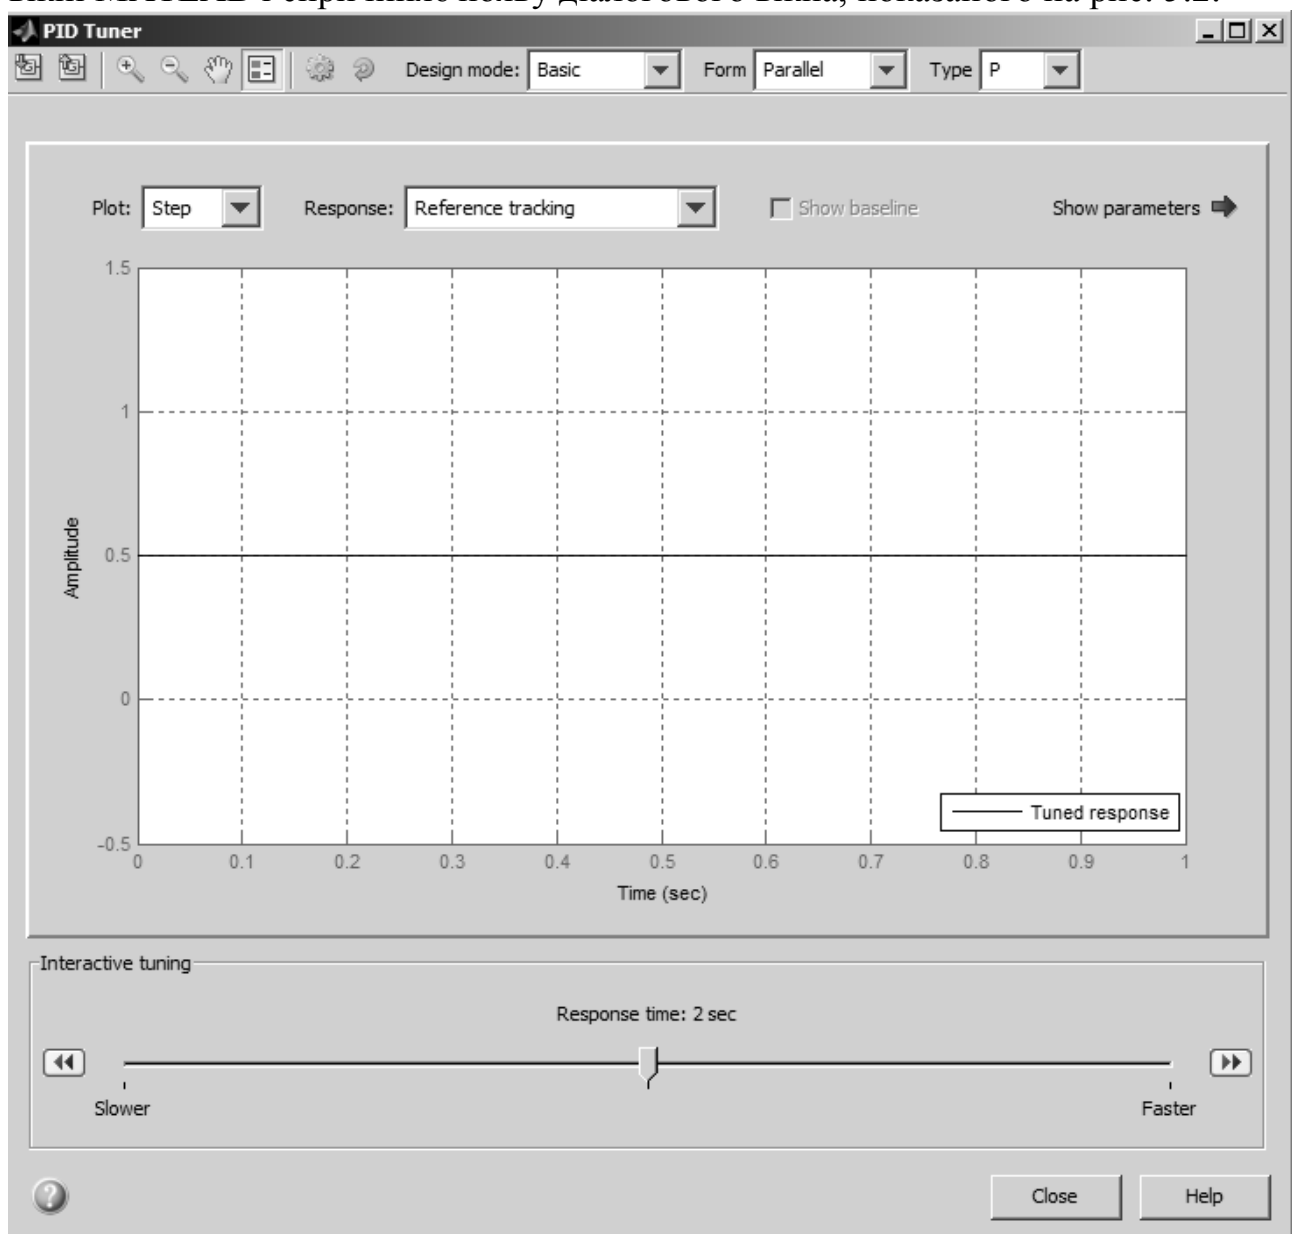 PID Tuner
Design mode: Basic Form Parallel Type P
Plot: Step Response: Reference tracking Show baseline Show parameters
1.5
1
0.5
0
-0.5
Amplitude
Tuned response
0 0.1 0.2 0.3 0.4 0.5 0.6 0.7 0.8 0.9 1
Time (sec)
Interactive tuning
Response time: 2 sec
Slower Faster
Close Help